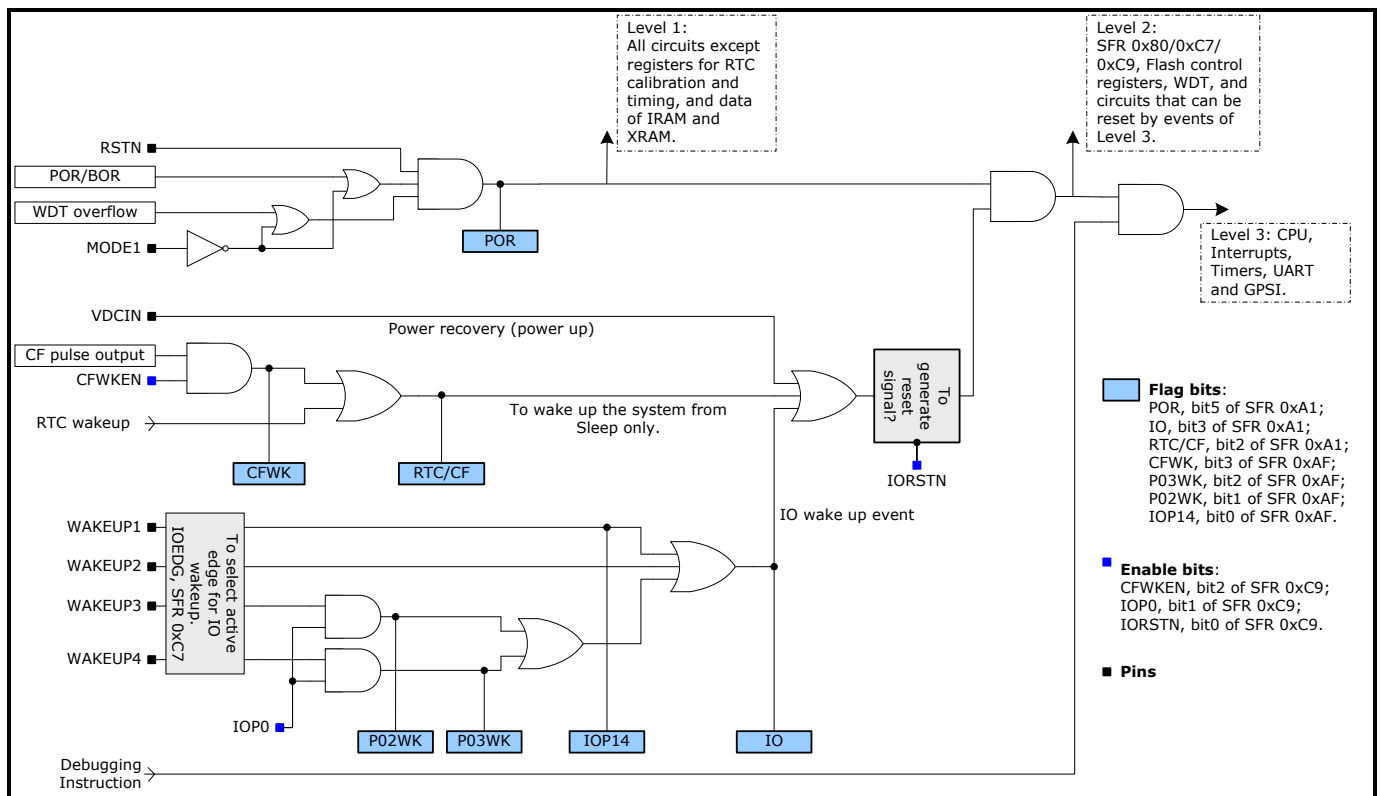 Level 1:
All circuits except
registers for RTC
calibration and
timing, and data
of IRAM and
XRAM.
Level 2:
SFR 0x80/0xC7/
0xC9, Flash control
registers, WDT, and
circuits that can be
reset by events of
Level 3.
RSTN
POR/BOR
WDT overflow
MODE1
POR
Level 3: CPU,
Interrupts,
Timers, UART
and GPSI.
VDCIN
Power recovery (power up)
CF pulse output
CFWKEN
RTC wakeup
To wake up the system from
Sleep only.
CFWK
RTC/CF
To
generate
reset
signal?
IORSTN
Flag bits:
POR, bit5 of SFR 0xA1;
IO, bit3 of SFR 0xA1;
RTC/CF, bit2 of SFR 0xA1;
CFWK, bit3 of SFR 0xAF;
P03WK, bit2 of SFR 0xAF;
P02WK, bit1 of SFR 0xAF;
IOP14, bit0 of SFR 0xAF.
WAKEUP1
WAKEUP2
WAKEUP3
WAKEUP4
To select active
edge for IO
wakeup.
IOEDG, SFR 0xC7
IO wake up event
Enable bits:
CFWKEN, bit2 of SFR 0xC9;
IOP0, bit1 of SFR 0xC9;
IORSTN, bit0 of SFR 0xC9.
Pins
IOP0
P02WK
P03WK
IOP14
IO
Debugging
Instruction